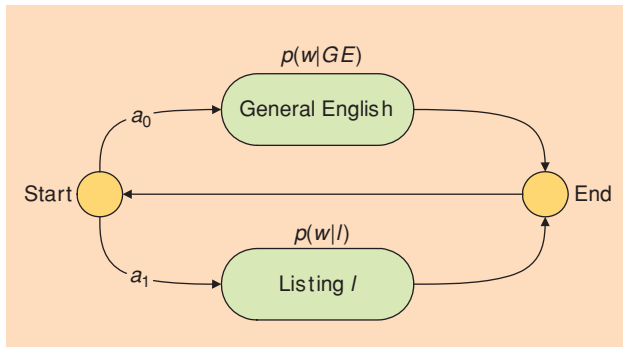 p(w|GE)
General English
a0
Start
End
p(w|l)
a1
Listing l